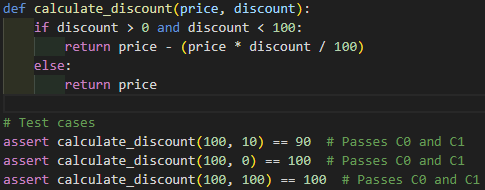 def calculate_discount(price, discount):
    if discount > 0 and discount < 100:
        return price - (price * discount / 100)
    else:
        return price

# Test cases
assert calculate_discount(100, 10) == 90  # Passes C0 and C1
assert calculate_discount(100, 0) == 100  # Passes C0 and C1
assert calculate_discount(100, 100) == 100  # Passes C0 and C1